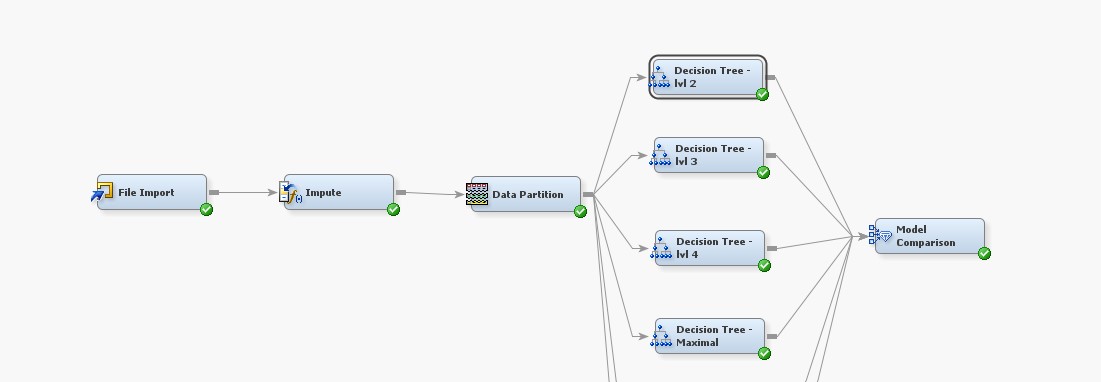 File Import
Impute
Data Partition
Decision Tree -
lvl 2
Decision Tree -
lvl 3
Decision Tree -
lvl 4
Decision Tree -
Maximal
Model
Comparison